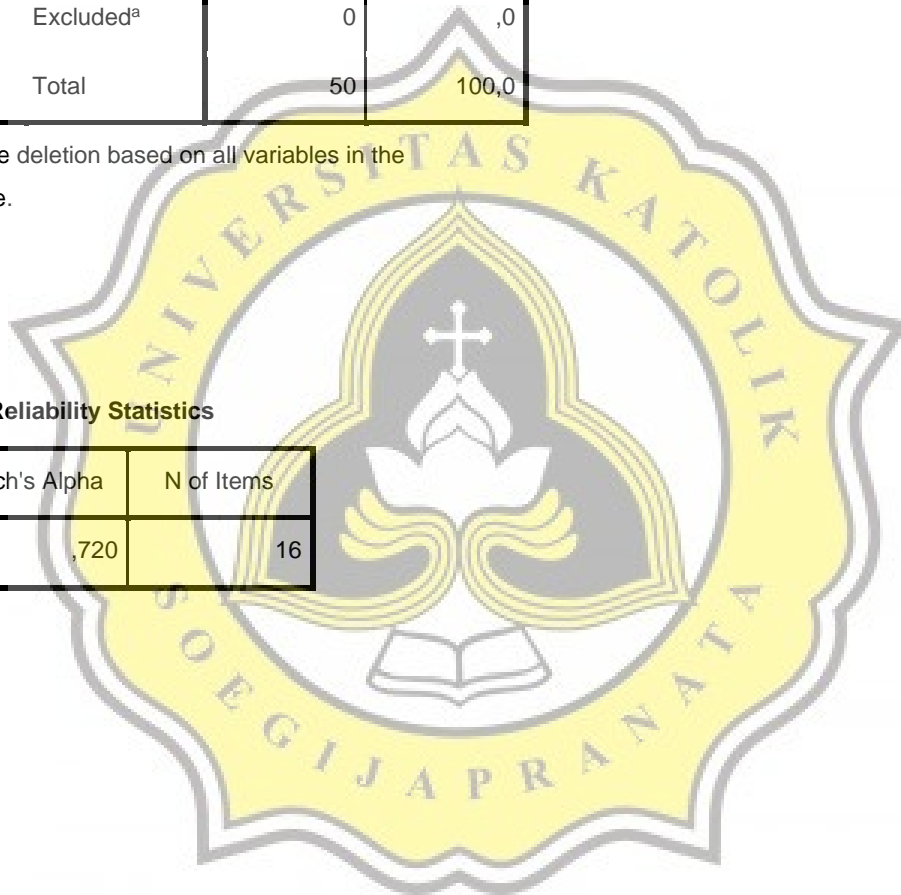 Excludedᵃ 0 ,0
Total 50 100,0
e deletion based on all variables in the
e.
Reliability Statistics
ch's Alpha N of Items
,720 16
UNIVERSITAS KATOLIK
SOEGIJAPRANATA